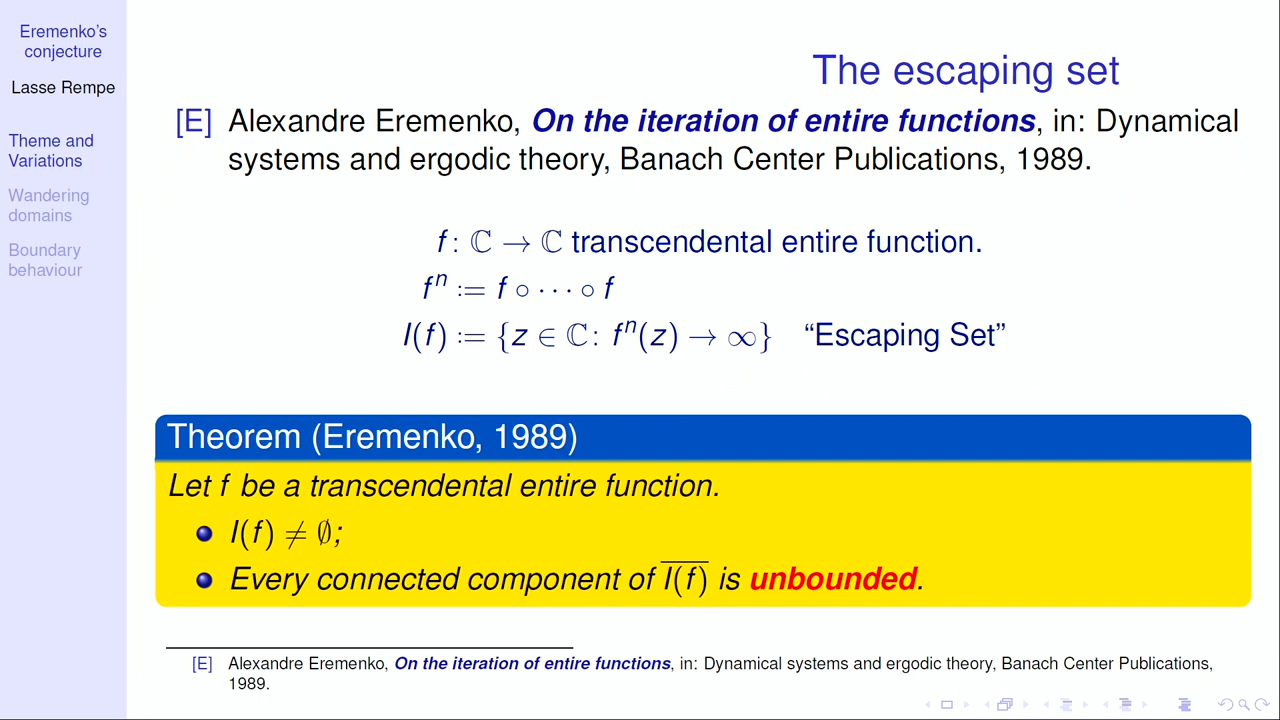 Eremenko's
conjecture
Lasse Rempe
Theme and
Variations
Wandering
domains
Boundary
behaviour
The escaping set
[E] Alexandre Eremenko, On the iteration of entire functions, in: Dynamical
systems and ergodic theory, Banach Center Publications, 1989.
f : ℂ → ℂ transcendental entire function.
fⁿ := f ∘ ⋯ ∘ f
I(f) := {z ∈ ℂ : fⁿ(z) → ∞} “Escaping Set”
Theorem (Eremenko, 1989)
Let f be a transcendental entire function.
I(f) ≠ ∅;
Every connected component of \overline{I(f)} is unbounded.
[E] Alexandre Eremenko, On the iteration of entire functions, in: Dynamical systems and ergodic theory, Banach Center Publications,
1989.